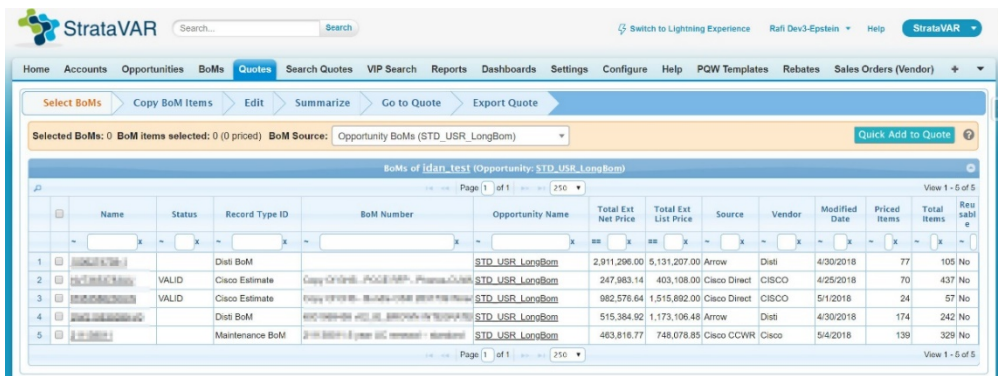 StrataVAR Search... Search Switch to Lightning Experience Rafi Dev3-Epstein Help StrataVAR
Home Accounts Opportunities BoMs Quotes Search Quotes VIP Search Reports Dashboards Settings Configure Help PQW Templates Rebates Sales Orders (Vendor) +
Select BoMs Copy BoM Items Edit Summarize Go to Quote Export Quote
Selected BoMs: 0 BoM items selected: 0 (0 priced) BoM Source: Opportunity BoMs (STD_USR_LongBom) Quick Add to Quote ?
BoMs of idan_test (Opportunity: STD_USR_LongBom)
Page 1 of 1 250 View 1 - 5 of 5
Name Status Record Type ID BoM Number Opportunity Name Total Ext Net Price Total Ext List Price Source Vendor Modified Date Priced Items Total Items Reusable
~ x ~ x ~ x ~ x ~ x == x == x ~ x ~ x ~ x ~ x ~ x ~
1 Disti BoM STD_USR_LongBom 2,911,296.00 5,131,207.00 Arrow Disti 4/30/2018 77 105 No
2 VALID Cisco Estimate STD_USR_LongBom 247,983.14 403,108.00 Cisco Direct CISCO 4/25/2018 70 437 No
3 VALID Cisco Estimate STD_USR_LongBom 982,576.64 1,515,892.00 Cisco Direct CISCO 5/1/2018 24 57 No
4 Disti BoM STD_USR_LongBom 515,384.92 1,173,106.48 Arrow Disti 4/30/2018 174 242 No
5 Maintenance BoM STD_USR_LongBom 463,816.77 748,078.85 Cisco CCWR Cisco 5/4/2018 139 329 No
Page 1 of 1 250 View 1 - 5 of 5